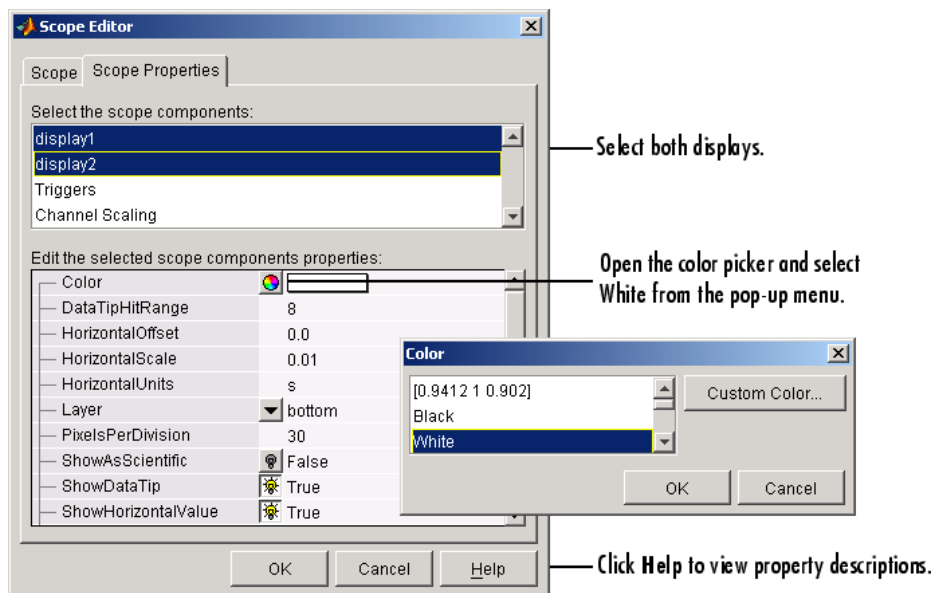 Scope Editor
Scope Scope Properties
Select the scope components:
display1
display2
Triggers
Channel Scaling
Select both displays.
Edit the selected scope components properties:
Color
DataTipHitRange 8
HorizontalOffset 0.0
HorizontalScale 0.01
HorizontalUnits s
Layer bottom
PixelsPerDivision 30
ShowAsScientific False
ShowDataTip True
ShowHorizontalValue True
Open the color picker and select
White from the pop-up menu.
Color
[0.9412 1 0.902]
Black
White
Custom Color...
OK Cancel
OK Cancel Help
Click Help to view property descriptions.